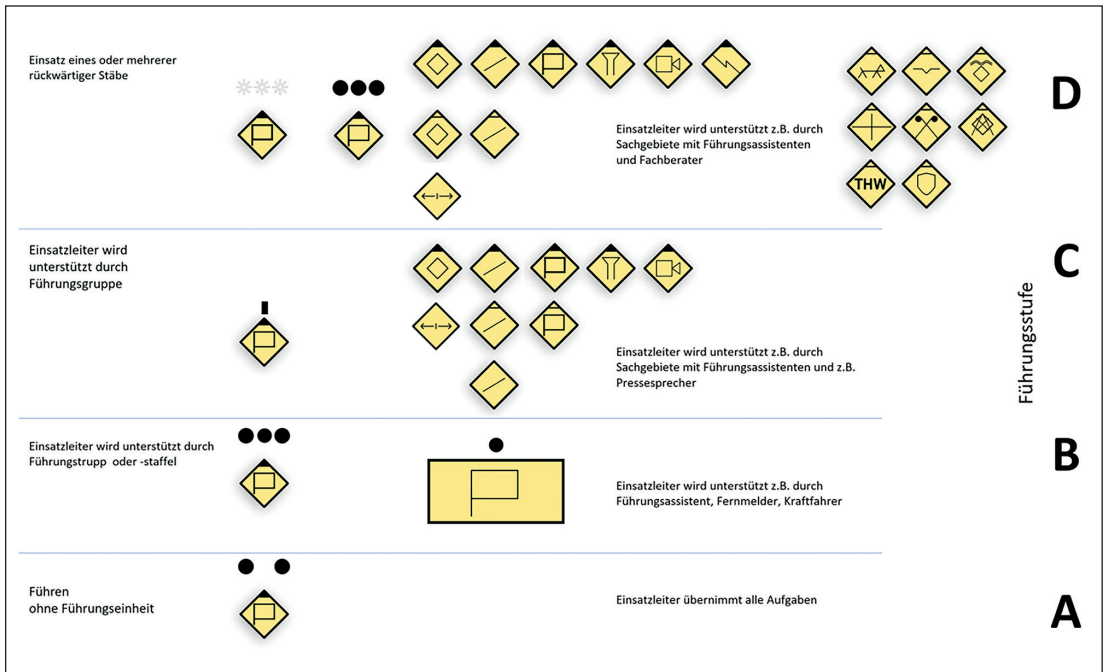 Einsatz eines oder mehrerer
rückwärtiger Stäbe
Einsatzleiter wird unterstützt z.B. durch
Sachgebiete mit Führungsassistenten
und Fachberater
THW
D
Einsatzleiter wird
unterstützt durch
Führungsgruppe
Einsatzleiter wird unterstützt z.B. durch
Sachgebiete mit Führungsassistenten und z.B.
Pressesprecher
C
Führungsstufe
Einsatzleiter wird unterstützt durch
Führungstrupp oder -staffel
Einsatzleiter wird unterstützt z.B. durch
Führungsassistent, Fernmelder, Kraftfahrer
B
Führen
ohne Führungseinheit
Einsatzleiter übernimmt alle Aufgaben
A